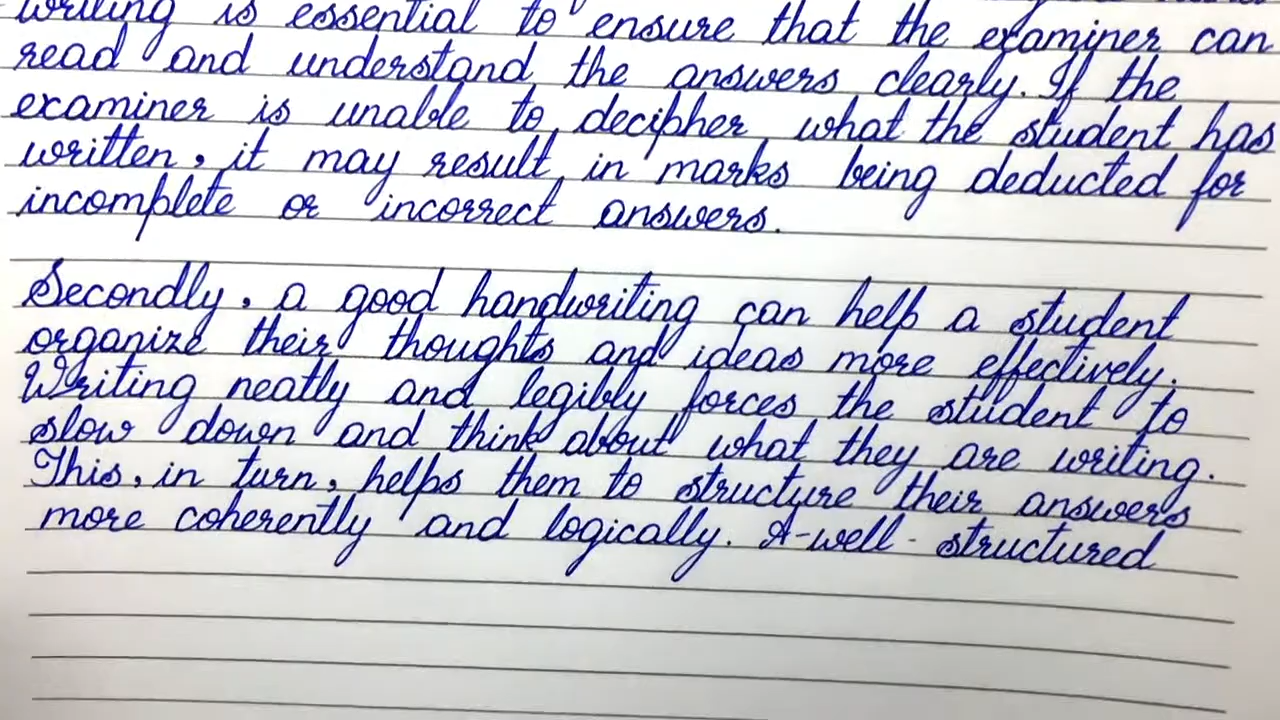 writing is essential to ensure that the examiner can
read and understand the answers clearly. If the
examiner is unable to decipher what the student has
written, it may result in marks being deducted for
incomplete or incorrect answers.
Secondly, a good handwriting can help a student
organize their thoughts and ideas more effectively.
Writing neatly and legibly forces the student to
slow down and think about what they are writing.
This, in turn, helps them to structure their answers
more coherently and logically. A-well-structured